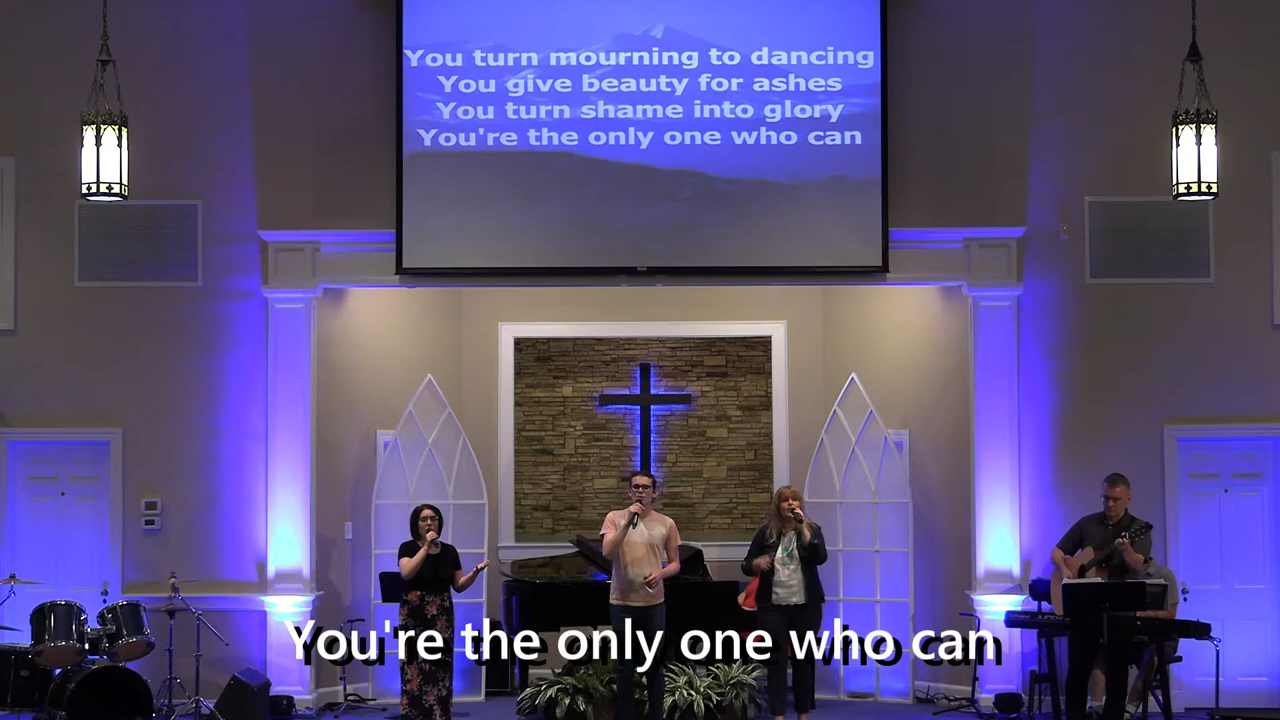 You turn mourning to dancing
You give beauty for ashes
You turn shame into glory
You're the only one who can
You're the only one who can